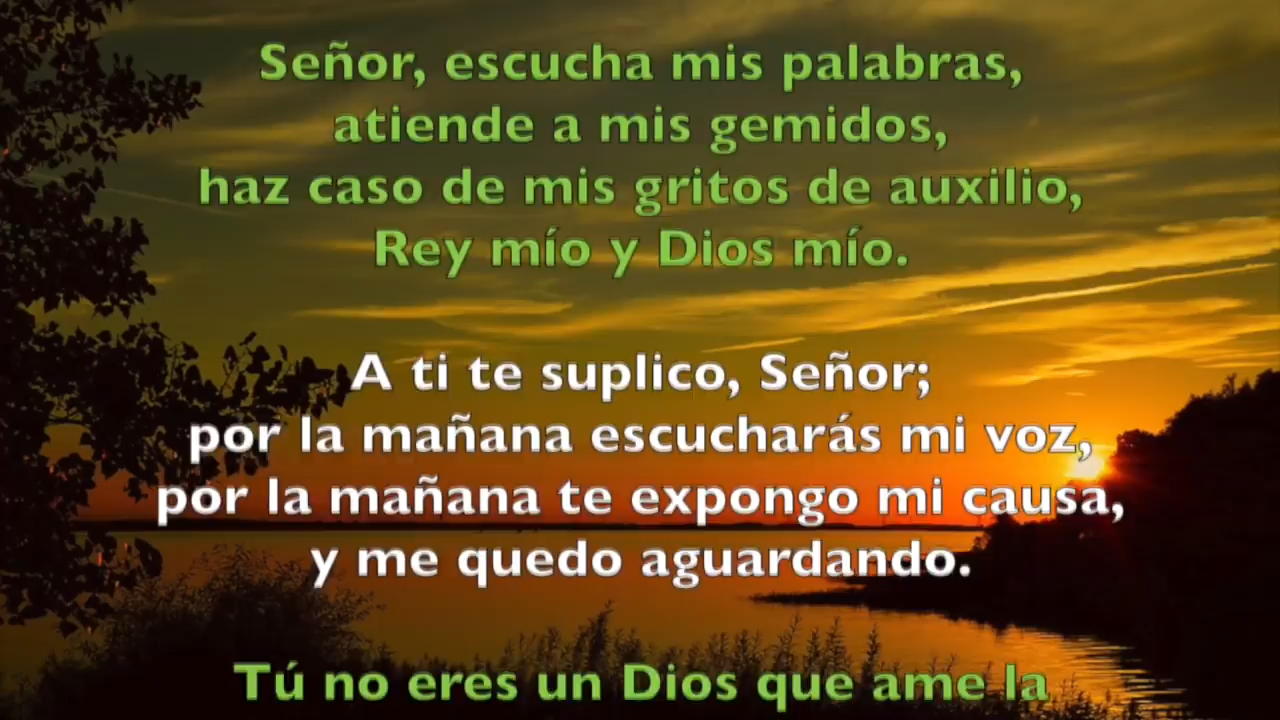 Señor, escucha mis palabras,
atiende a mis gemidos,
haz caso de mis gritos de auxilio,
Rey mío y Dios mío.
A ti te suplico, Señor;
por la mañana escucharás mi voz,
por la mañana te expongo mi causa,
y me quedo aguardando.
Tú no eres un Dios que ame la